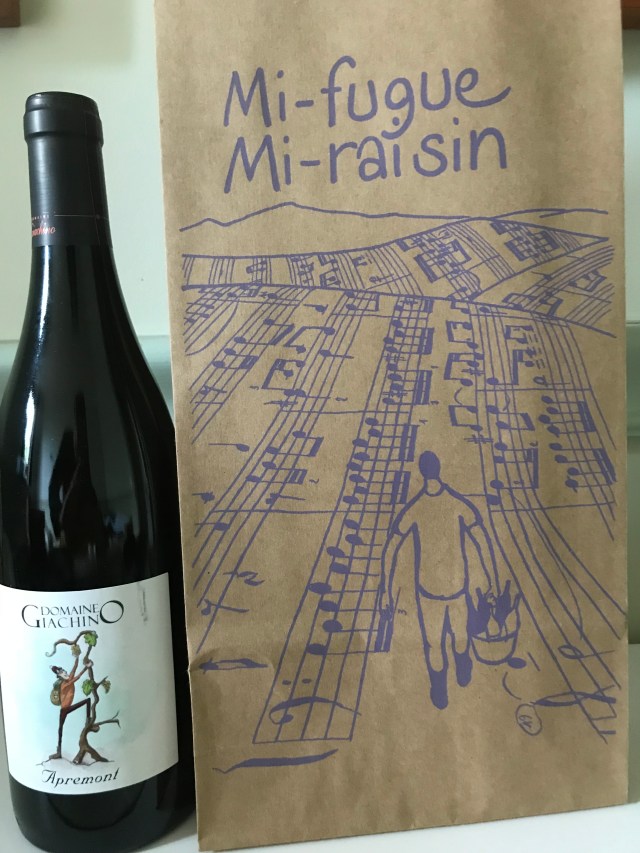 Mi-fugue
Mi-raisin
DOMAINE
GIACHINO
Apremont